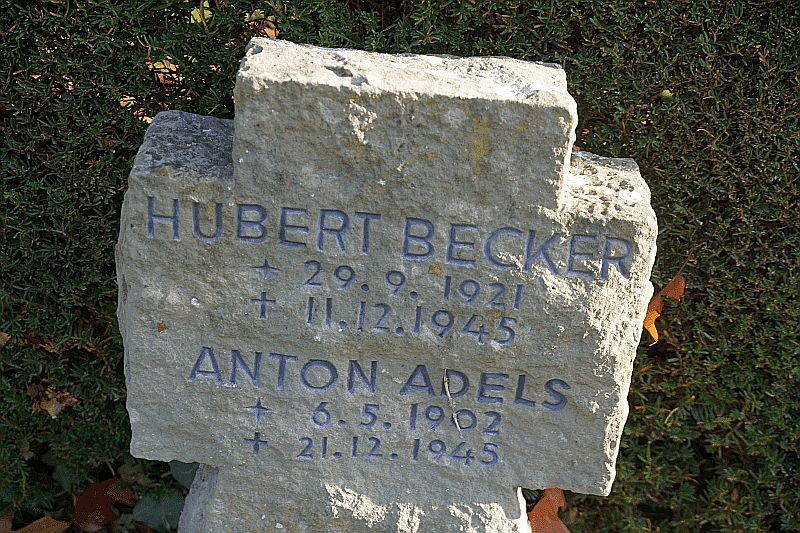 HUBERT BECKER
+ 29.9.1921
+ 11.12.1945
ANTON ADELS
+ 6.5.1902
+ 21.12.1945